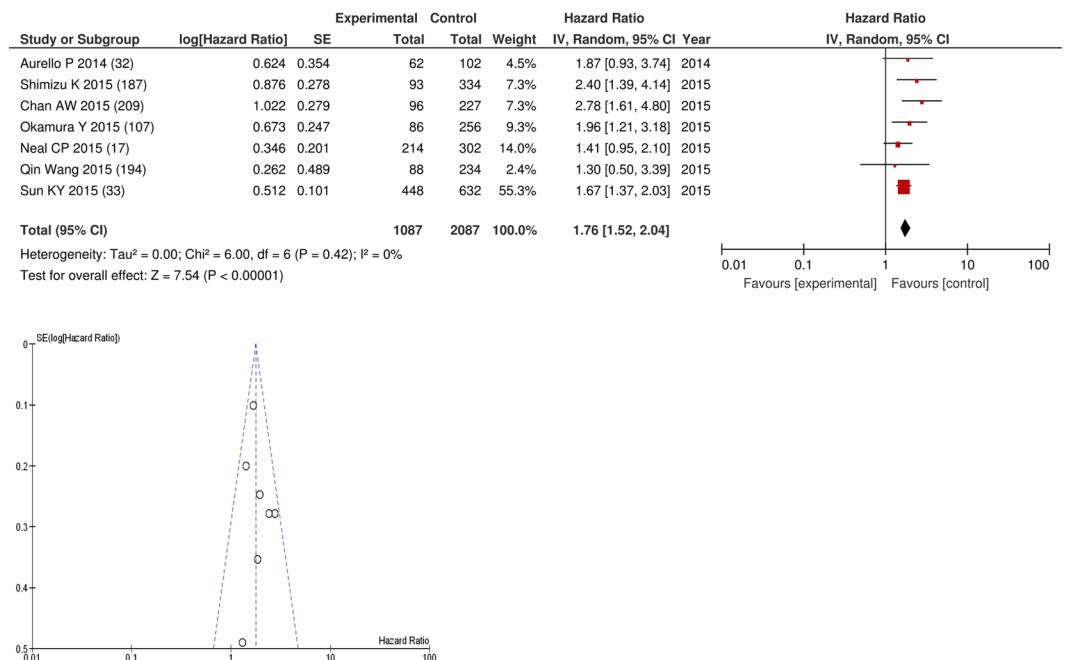 Experimental Control Hazard Ratio Hazard Ratio
Study or Subgroup log[Hazard Ratio] SE Total Total Weight IV, Random, 95% CI Year IV, Random, 95% CI
Aurello P 2014 (32) 0.624 0.354 62 102 4.5% 1.87 [0.93, 3.74] 2014
Shimizu K 2015 (187) 0.876 0.278 93 334 7.3% 2.40 [1.39, 4.14] 2015
Chan AW 2015 (209) 1.022 0.279 96 227 7.3% 2.78 [1.61, 4.80] 2015
Okamura Y 2015 (107) 0.673 0.247 86 256 9.3% 1.96 [1.21, 3.18] 2015
Neal CP 2015 (17) 0.346 0.201 214 302 14.0% 1.41 [0.95, 2.10] 2015
Qin Wang 2015 (194) 0.262 0.489 88 234 2.4% 1.30 [0.50, 3.39] 2015
Sun KY 2015 (33) 0.512 0.101 448 632 55.3% 1.67 [1.37, 2.03] 2015
Total (95% CI) 1087 2087 100.0% 1.76 [1.52, 2.04]
Heterogeneity: Tau² = 0.00; Chi² = 6.00, df = 6 (P = 0.42); I² = 0%
Test for overall effect: Z = 7.54 (P < 0.00001)
0.01 0.1 1 10 100
Favours [experimental] Favours [control]
SE(log[Hazard Ratio])
0
0.1
0.2
0.3
0.4
Hazard Ratio
0.5
0.01 0.1 1 10 100